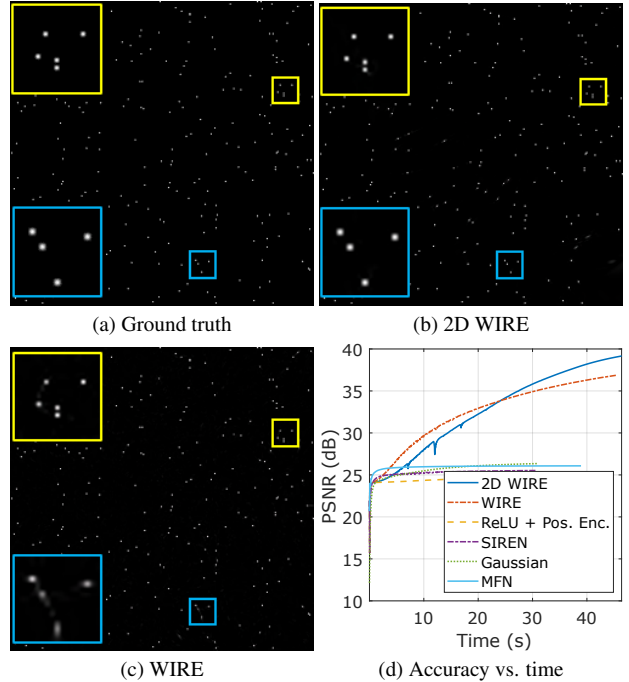 (a) Ground truth
(b) 2D WIRE
(c) WIRE
40
35
30
25
20
15
10
PSNR (dB)
2D WIRE
WIRE
ReLU + Pos. Enc.
SIREN
Gaussian
MFN
10 20 30 40
Time (s)
(d) Accuracy vs. time